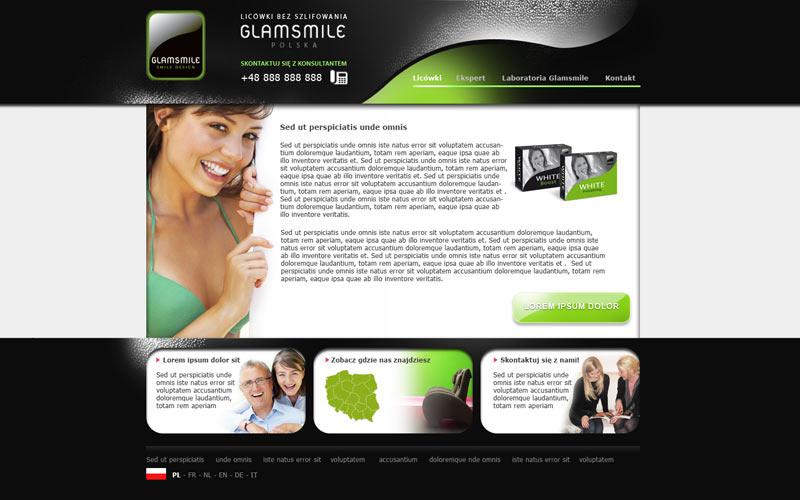 LICÓWKI BEZ SZLIFOWANIA
GLAMSMILE
POLSKA
GLAMSMILE
SMILE DESIGN
SKONTAKTUJ SIĘ Z KONSULTANTEM
+48 888 888 888
Licówki Ekspert Laboratoria Glamsmile Kontakt
Sed ut perspiciatis unde omnis
Sed ut perspiciatis unde omnis iste natus error sit voluptatem accusan-
tium doloremque laudantium, totam rem aperiam, eaque ipsa quae ab
illo inventore veritatis et. Sed ut perspiciatis unde omnis iste natus error
sit voluptatem accusantium doloremque laudantium, totam rem aperiam,
eaque ipsa quae ab illo inventore veritatis et. Sed ut perspiciatis unde
omnis iste natus error sit voluptatem accusantium doloremque laudan-
tium, totam rem aperiam, eaque ipsa quae ab illo inventore veritatis et .
Sed ut perspiciatis unde omnis iste natus error sit voluptatem accusan-
tium doloremque laudantium, totam rem aperiam, eaque ipsa quae ab
illo inventore veritatis.
WHITE
Boost
WHITE
Sed ut perspiciatis unde omnis iste natus error sit voluptatem accusantium doloremque laudantium,
totam rem aperiam, eaque ipsa quae ab illo inventore veritatis et. Sed ut perspiciatis unde omnis iste
natus error sit voluptatem accusantium doloremque laudantium, totam rem aperiam, eaque ipsa quae
ab illo inventore veritatis et. Sed ut perspiciatis unde omnis iste natus error sit voluptatem accusantium
doloremque laudantium, totam rem aperiam, eaque ipsa quae ab illo inventore veritatis et . Sed ut
perspiciatis unde omnis iste natus error sit voluptatem accusantium doloremque laudantium, totam rem
aperiam, eaque ipsa quae ab illo inventore veritatis.
LOREM IPSUM DOLOR
Lorem ipsum dolor sit
Sed ut perspiciatis unde omnis
iste natus error sit
voluptatem accusantium
doloremque laudantium,
totam rem aperiam
Zobacz gdzie nas znajdziesz
Skontaktuj się z nami!
Sed ut perspiciatis unde omnis
iste natus error sit
voluptatem accusantium
doloremque laudantium,
totam rem aperiam
Sed ut perspiciatis unde omnis iste natus error sit voluptatem accusantium doloremque nde omnis iste natus error sit voluptatem
PL - FR - NL - EN - DE - IT